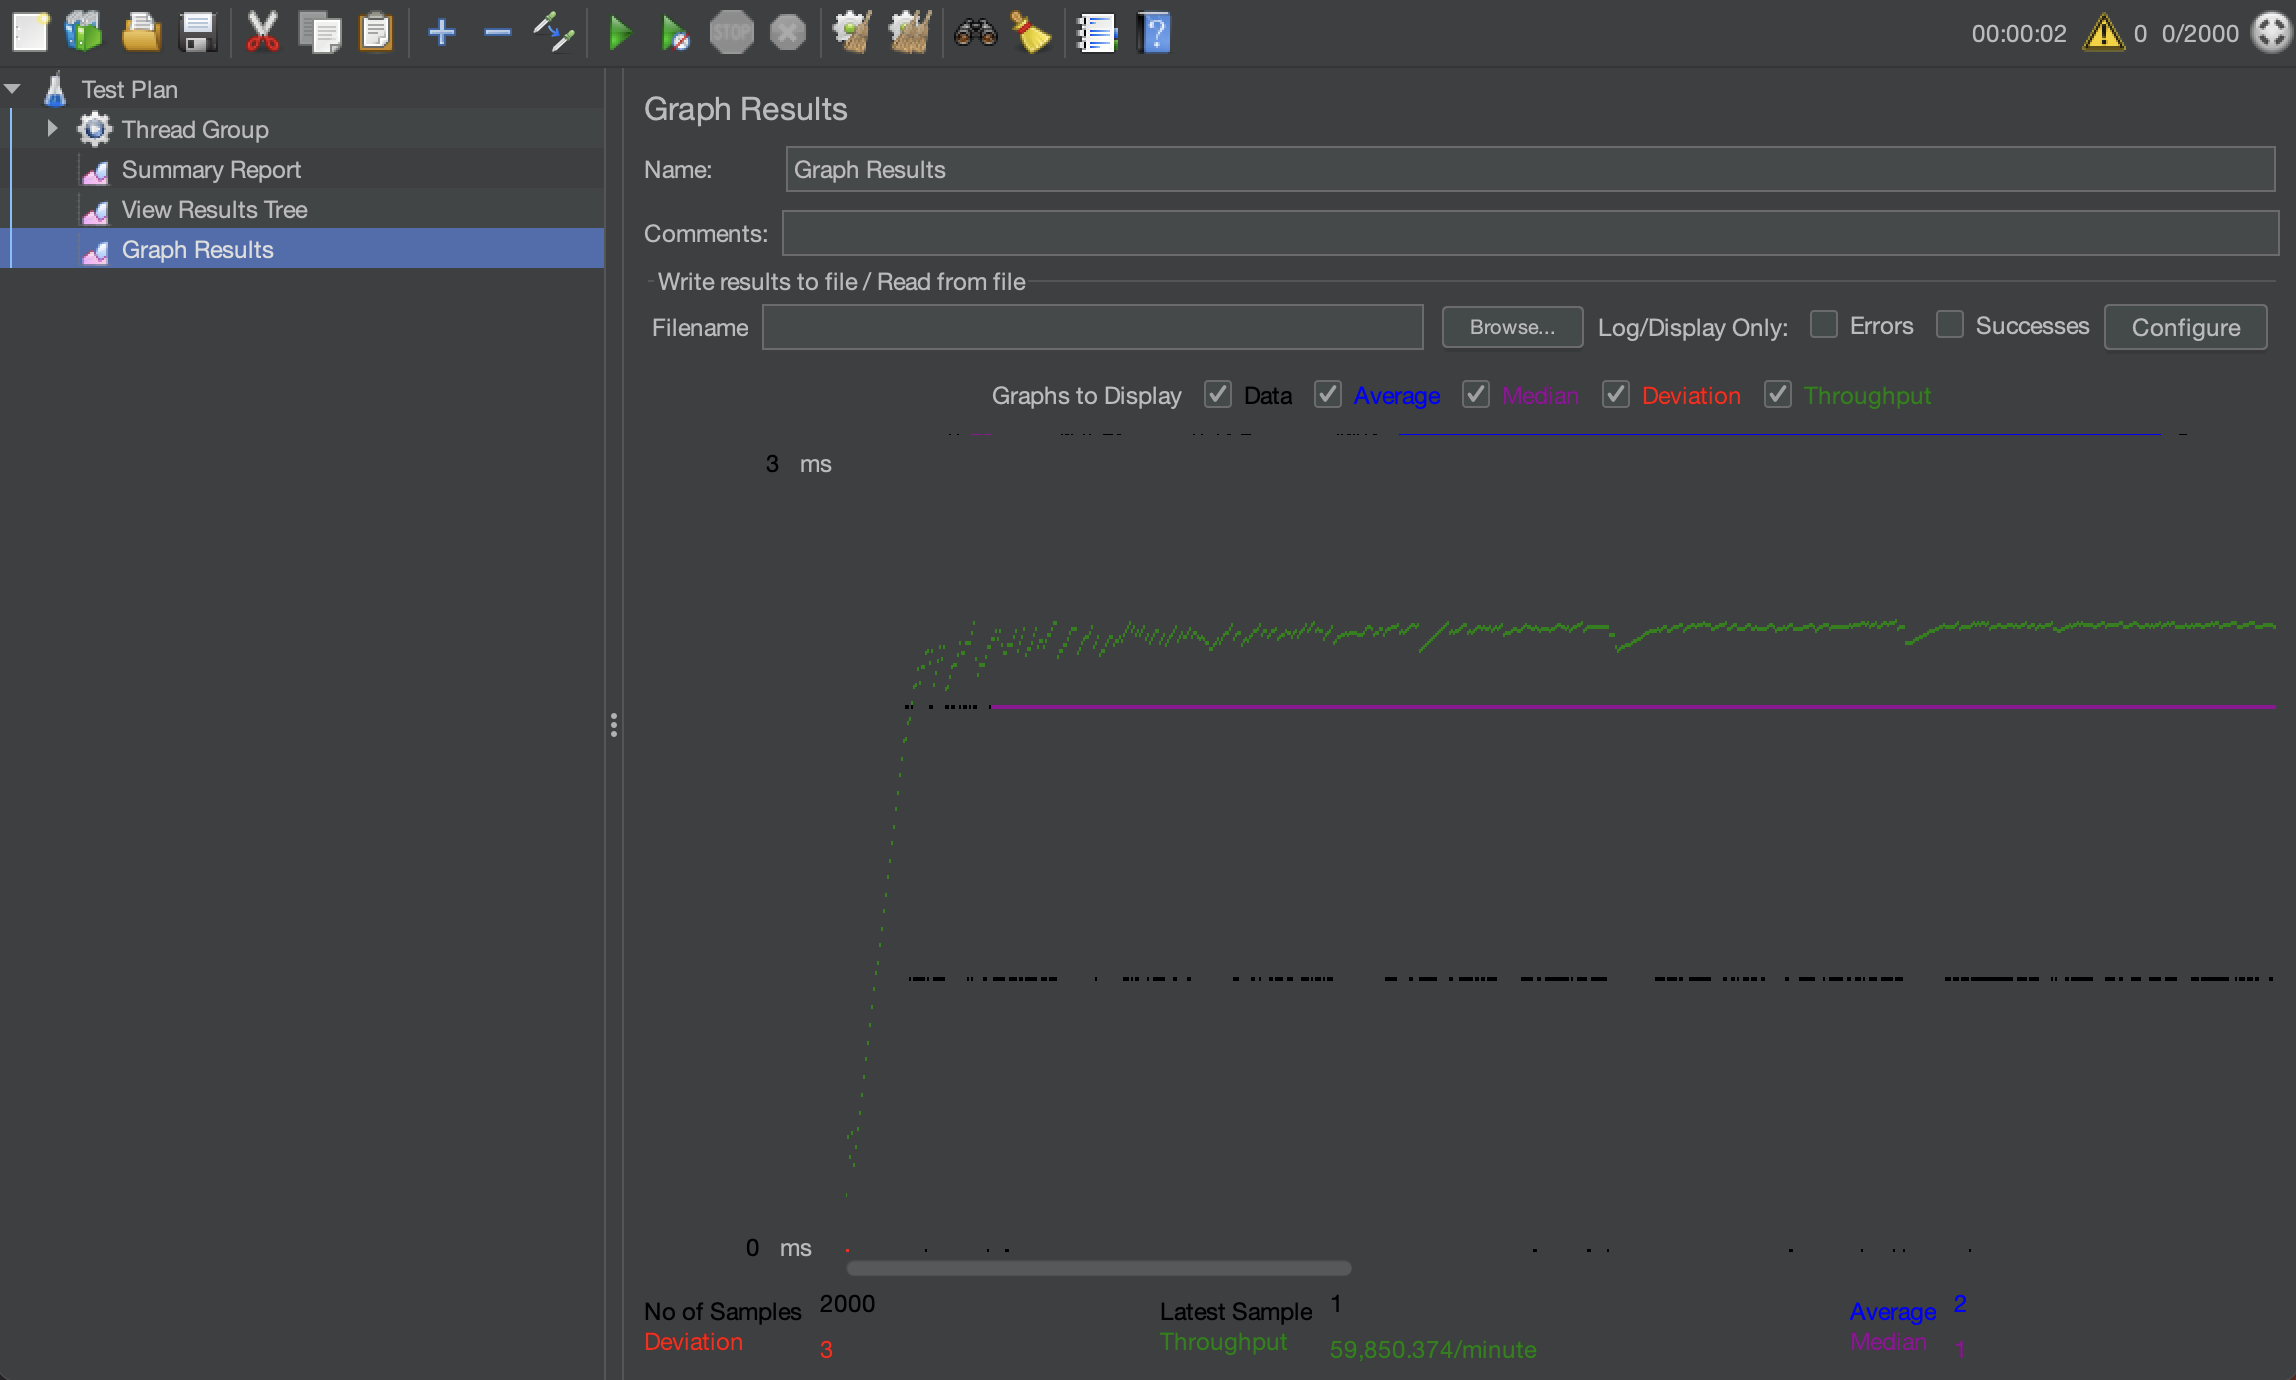 STOP
00:00:02 0 0/2000
Test Plan
Thread Group
Summary Report
View Results Tree
Graph Results
Graph Results
Name: Graph Results
Comments:
Write results to file / Read from file
Filename Browse... Log/Display Only: Errors Successes Configure
Graphs to Display Data Average Median Deviation Throughput
3 ms
0 ms
No of Samples 2000 Latest Sample 1 Average 2
Deviation 3 Throughput 59,850.374/minute Median 1